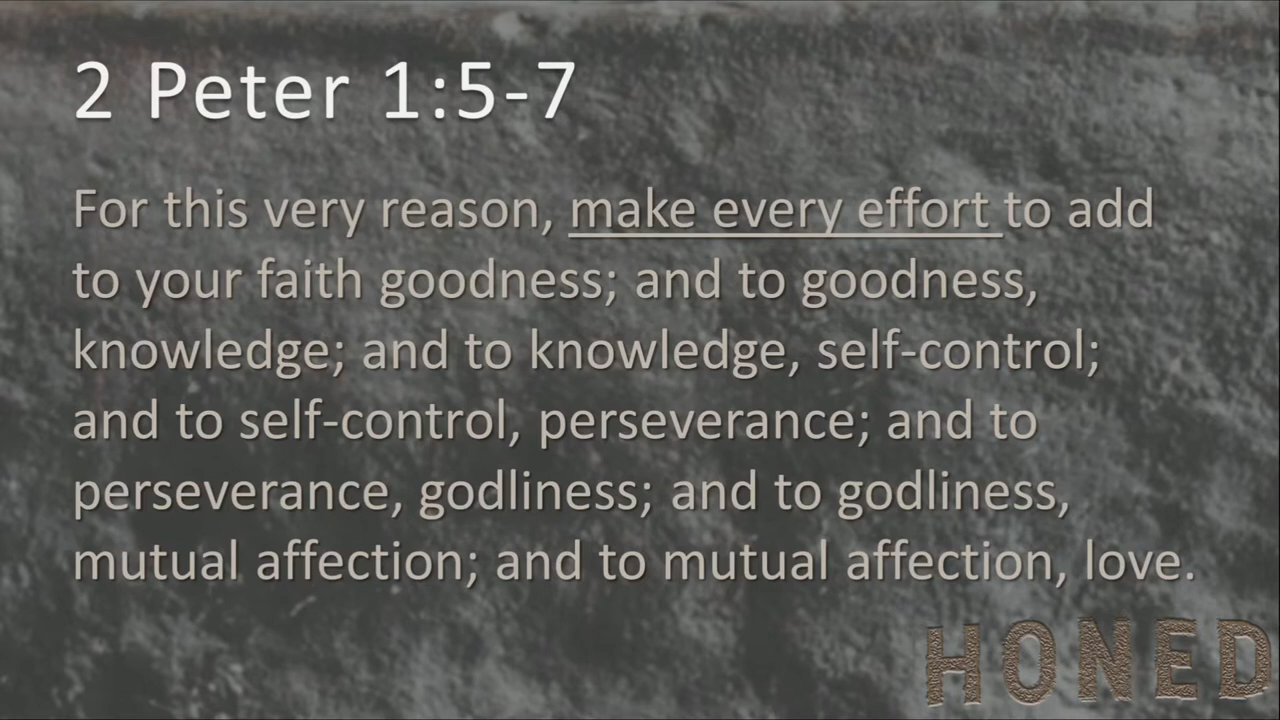 2 Peter 1:5-7
For this very reason, make every effort to add
to your faith goodness; and to goodness,
knowledge; and to knowledge, self-control;
and to self-control, perseverance; and to
perseverance, godliness; and to godliness,
mutual affection; and to mutual affection, love.
HONED